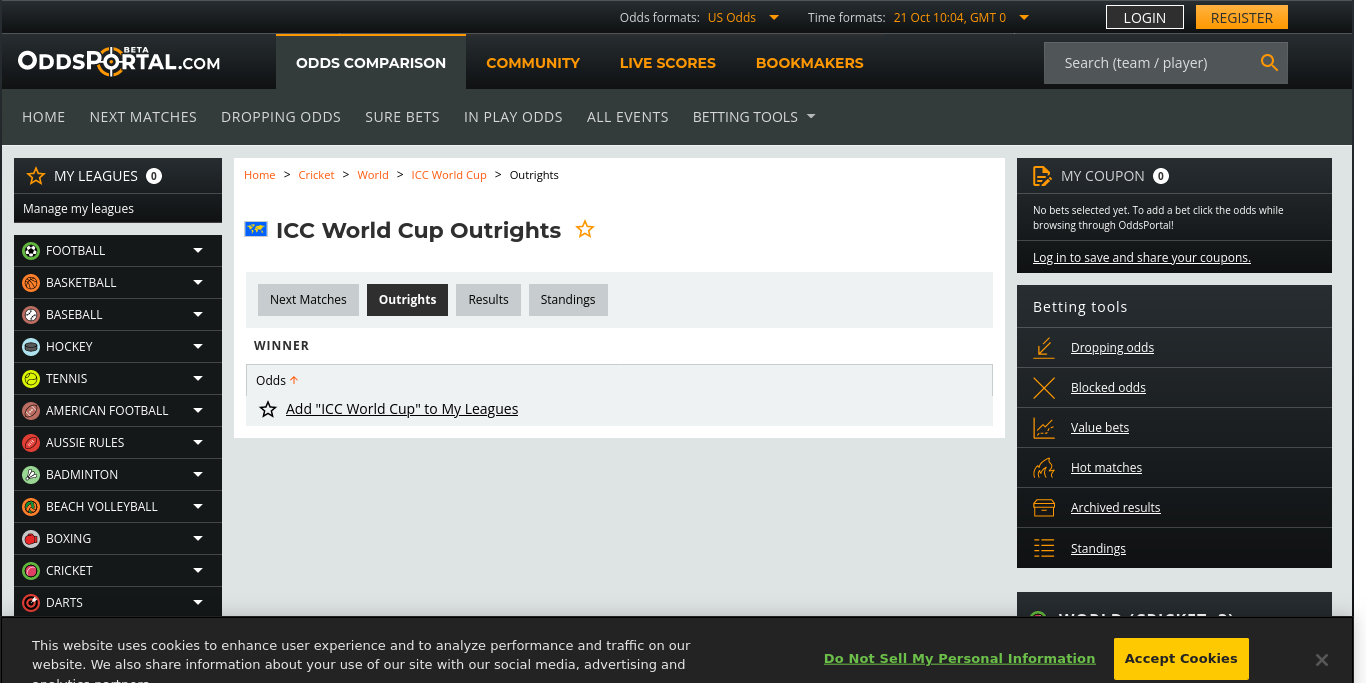 Odds formats: US Odds
Time formats: 21 Oct 10:04, GMT 0
LOGIN
REGISTER
ODDSPORTAL.COM
BETA
ODDS COMPARISON
COMMUNITY
LIVE SCORES
BOOKMAKERS
Search (team / player)
HOME
NEXT MATCHES
DROPPING ODDS
SURE BETS
IN PLAY ODDS
ALL EVENTS
BETTING TOOLS
MY LEAGUES 0
Manage my leagues
FOOTBALL
BASKETBALL
BASEBALL
HOCKEY
TENNIS
AMERICAN FOOTBALL
AUSSIE RULES
BADMINTON
BEACH VOLLEYBALL
BOXING
CRICKET
DARTS
Home > Cricket > World > ICC World Cup > Outrights
ICC World Cup Outrights
Next Matches
Outrights
Results
Standings
WINNER
Odds
Add "ICC World Cup" to My Leagues
MY COUPON 0
No bets selected yet. To add a bet click the odds while
browsing through OddsPortal!
Log in to save and share your coupons.
Betting tools
Dropping odds
Blocked odds
Value bets
Hot matches
Archived results
Standings
This website uses cookies to enhance user experience and to analyze performance and traffic on our
website. We also share information about your use of our site with our social media, advertising and
analytics partners.
Do Not Sell My Personal Information
Accept Cookies